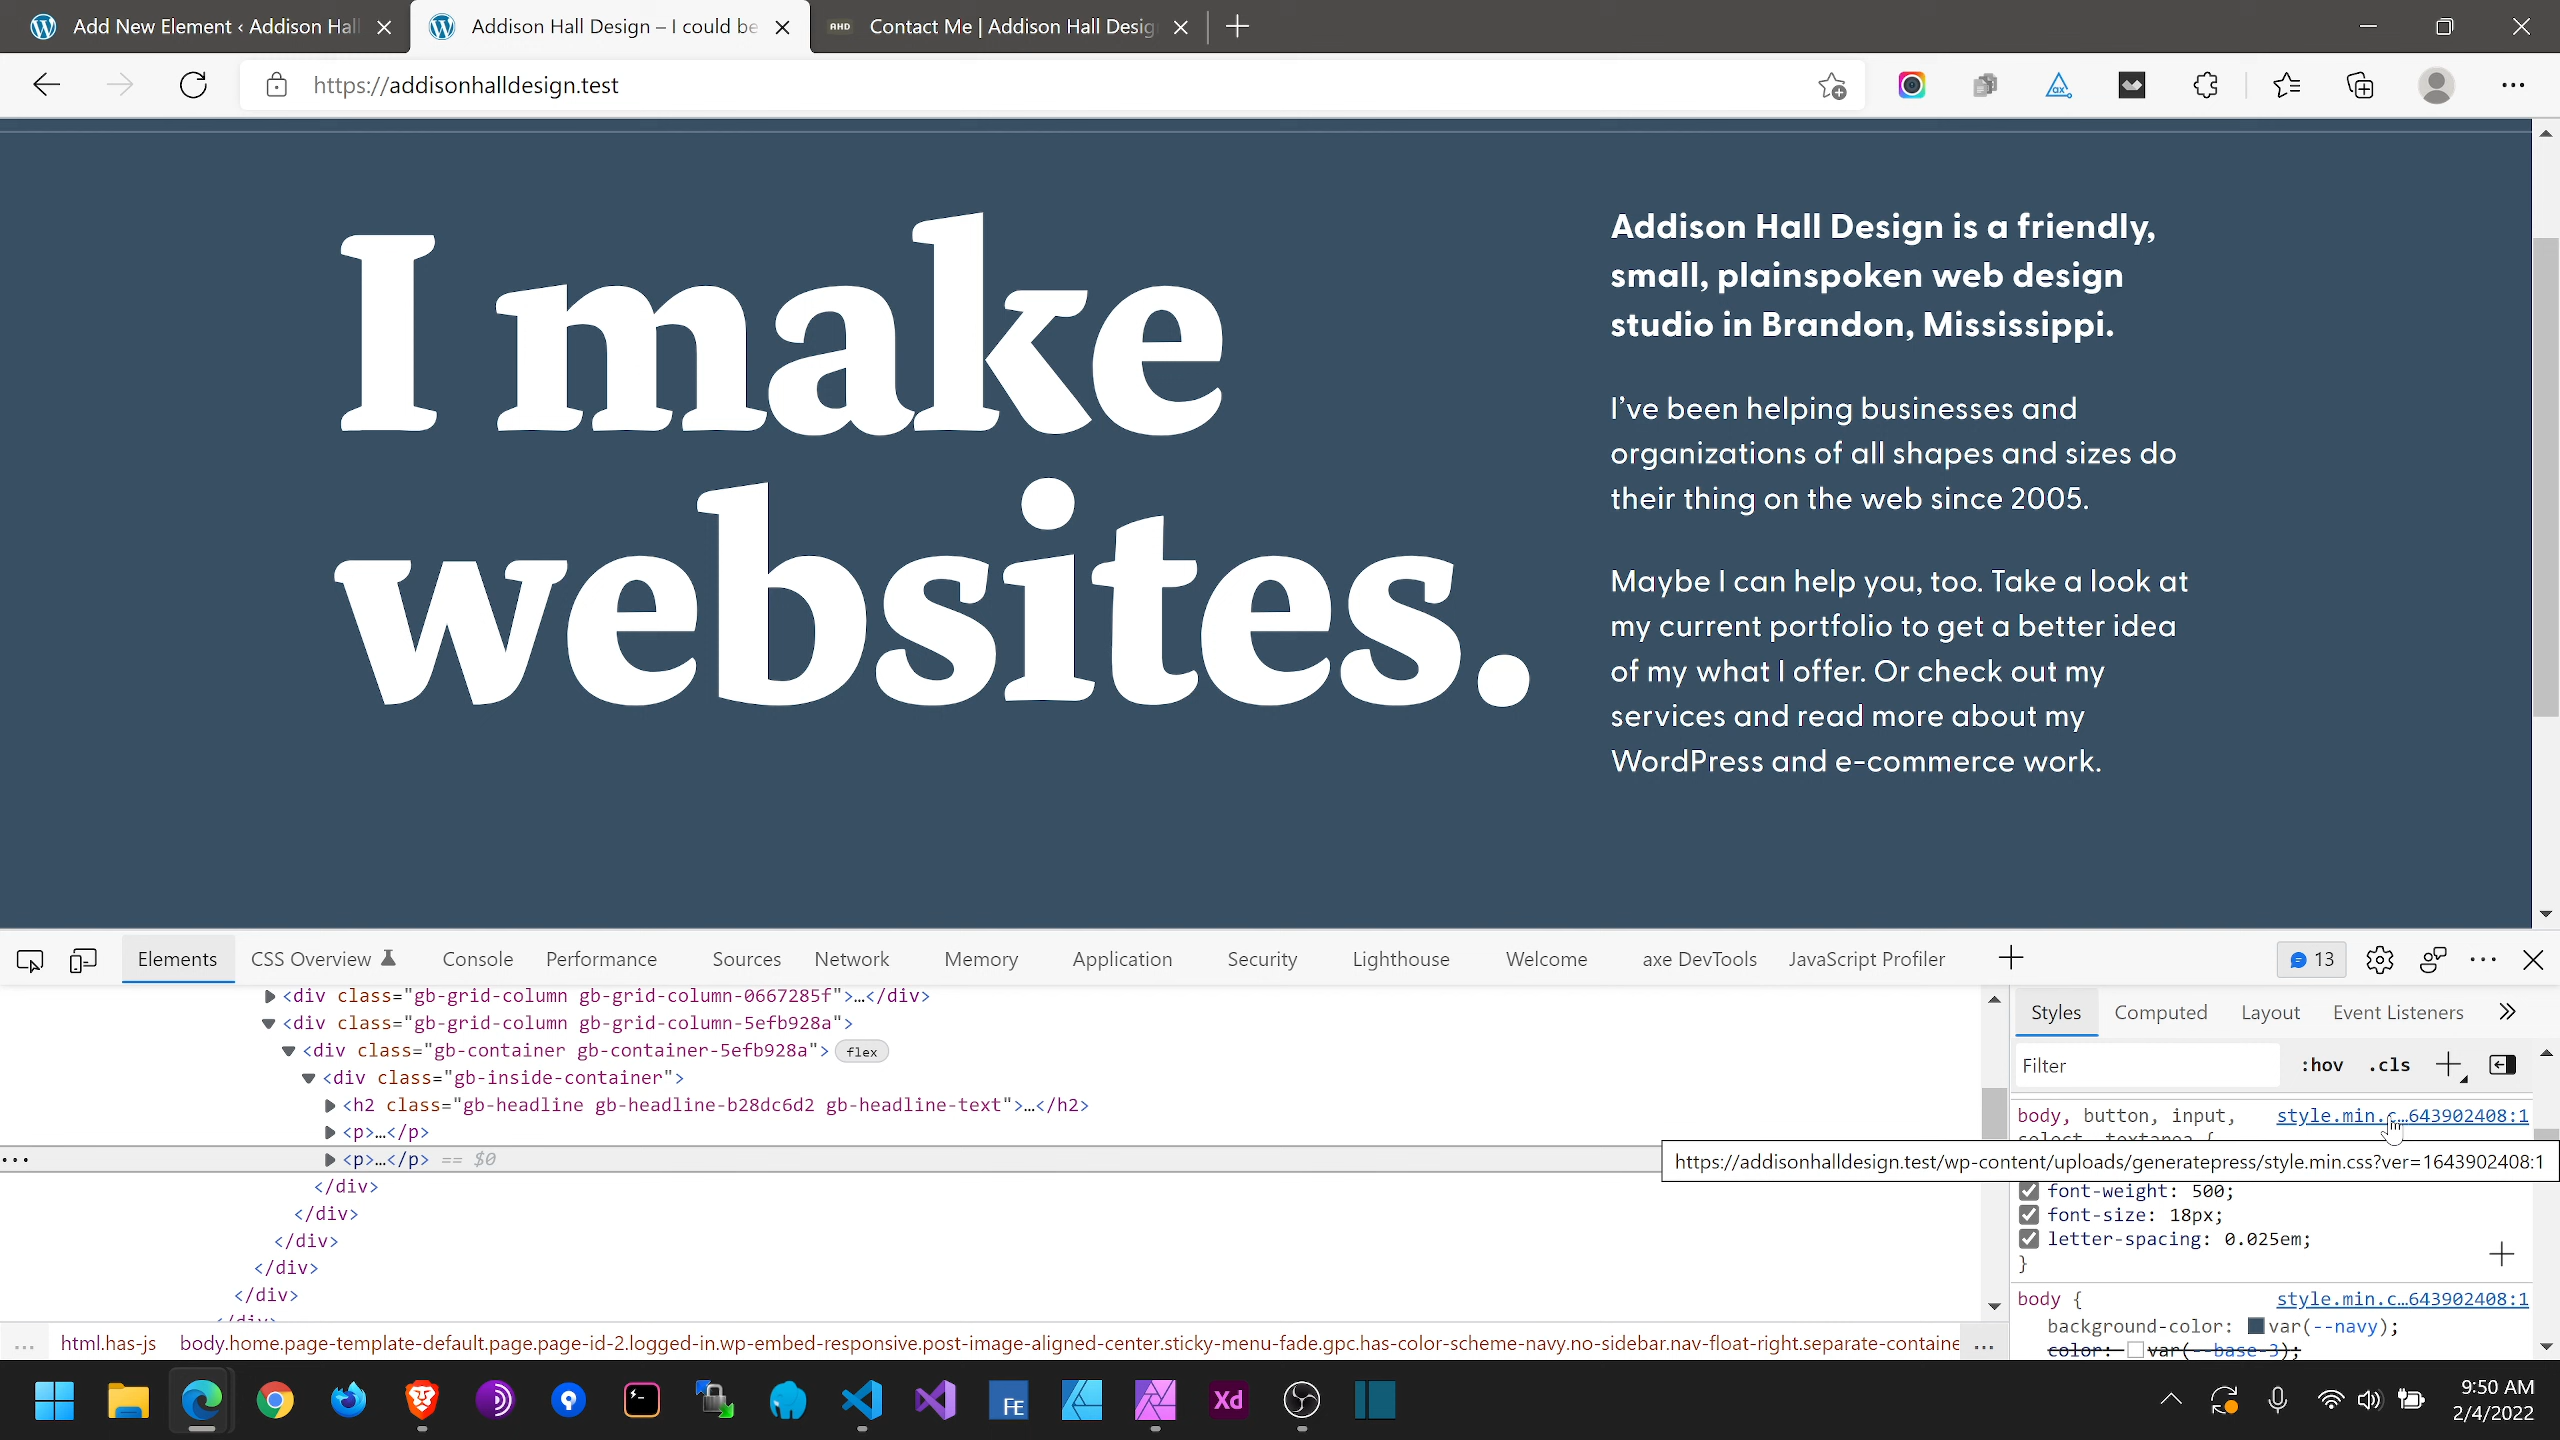 Add New Element ‹ Addison Hall
Addison Hall Design – I could be
AHD Contact Me | Addison Hall Desig
https://addisonhalldesign.test
I make
websites.
Addison Hall Design is a friendly,
small, plainspoken web design
studio in Brandon, Mississippi.
I've been helping businesses and
organizations of all shapes and sizes do
their thing on the web since 2005.
Maybe I can help you, too. Take a look at
my current portfolio to get a better idea
of my what I offer. Or check out my
services and read more about my
WordPress and e-commerce work.
Elements CSS Overview Console Performance Sources Network Memory Application Security Lighthouse Welcome axe DevTools JavaScript Profiler 13
<div class="gb-grid-column gb-grid-column-0667285f">…</div>
<div class="gb-grid-column gb-grid-column-5efb928a">
<div class="gb-container gb-container-5efb928a"> flex
<div class="gb-inside-container">
<h2 class="gb-headline gb-headline-b28dc6d2 gb-headline-text">…</h2>
<p>…</p>
… <p>…</p> == $0
</div>
</div>
</div>
</div>
</div>
… html.has-js body.home.page-template-default.page.page-id-2.logged-in.wp-embed-responsive.post-image-aligned-center.sticky-menu-fade.gpc.has-color-scheme-navy.no-sidebar.nav-float-right.separate-containe …
Styles Computed Layout Event Listeners
Filter :hov .cls
body, button, input, style.min.c…643902408:1
https://addisonhalldesign.test/wp-content/uploads/generatepress/style.min.css?ver=1643902408:1
font-weight: 500;
font-size: 18px;
letter-spacing: 0.025em;
}
body { style.min.c…643902408:1
background-color: var(--navy);
color: var(--base-3);
FE
Xd
9:50 AM
2/4/2022